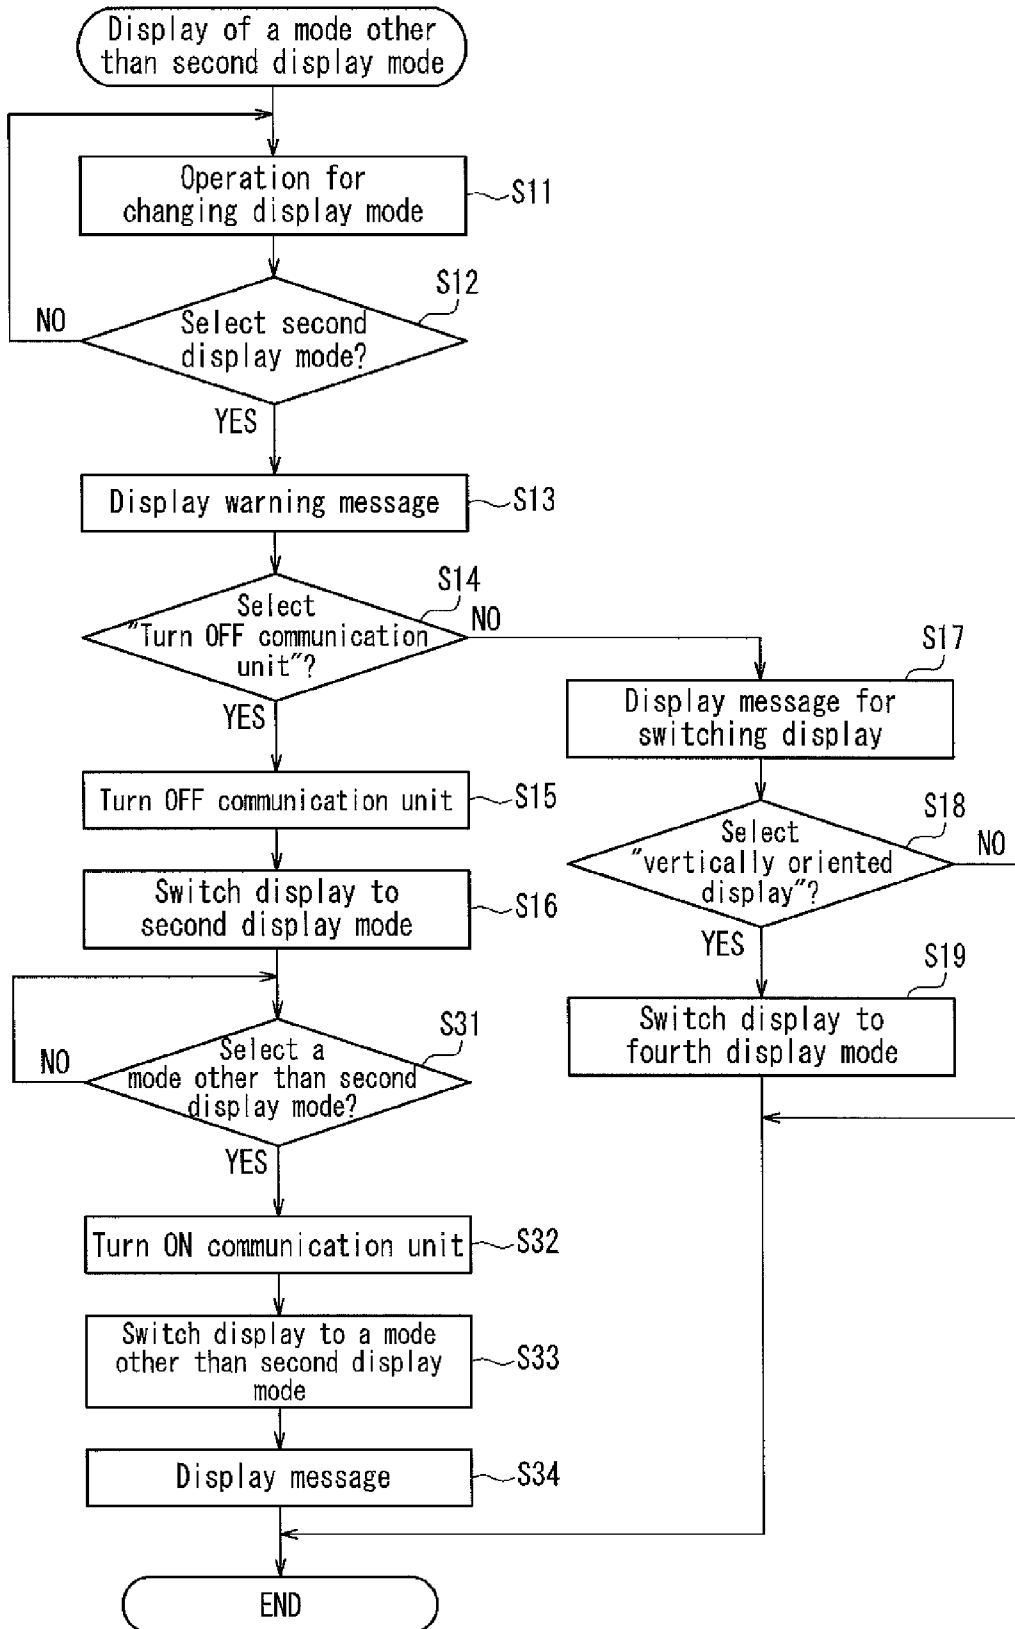 Display of a mode other
than second display mode
Operation for
changing display mode
S11
S12
Select second
display mode?
NO
YES
Display warning message
S13
S14
Select
"Turn OFF communication
unit"?
NO
YES
S17
Display message for
switching display
Turn OFF communication unit
S15
S18
Select
"vertically oriented
display"?
NO
YES
Switch display to
second display mode
S16
S19
Switch display to
fourth display mode
S31
Select a
mode other than second
display mode?
NO
YES
Turn ON communication unit
S32
Switch display to a mode
other than second display
mode
S33
Display message
S34
END